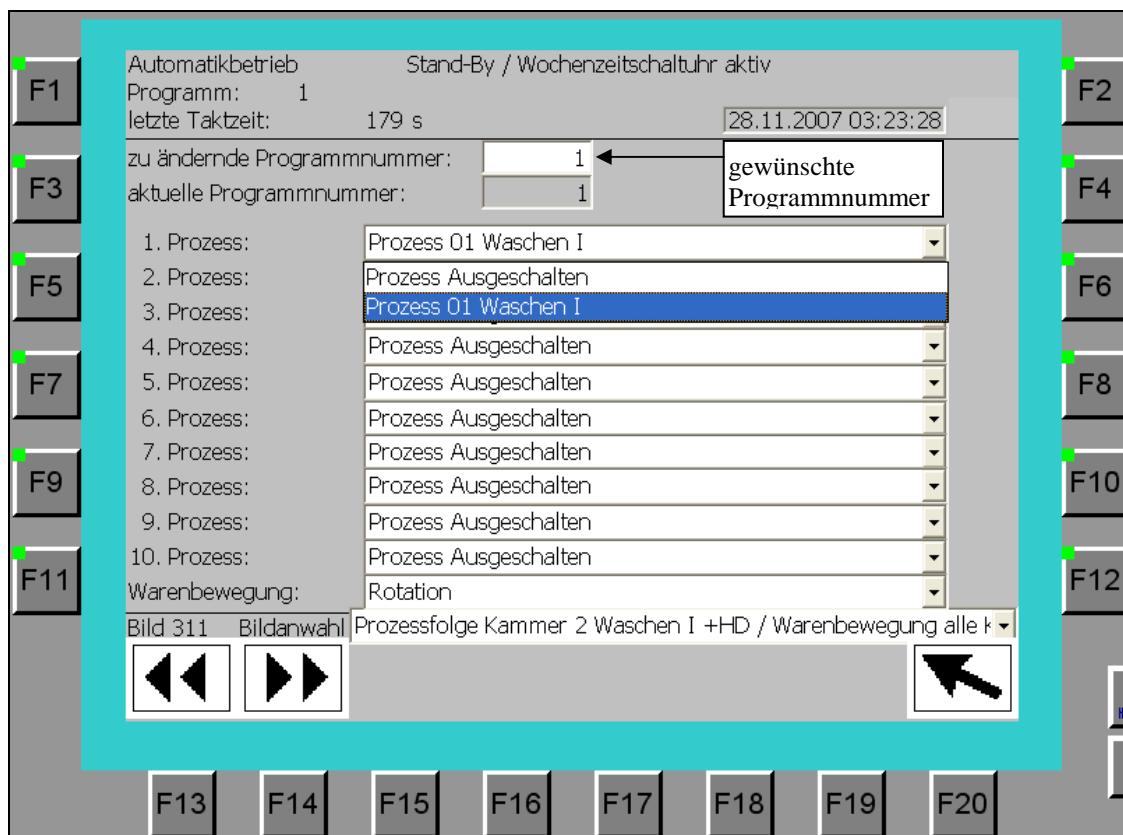 F1
F2
F3
F4
F5
F6
F7
F8
F9
F10
F11
F12
Automatikbetrieb Stand-By / Wochenzeitschaltuhr aktiv
Programm: 1
letzte Taktzeit: 179 s 28.11.2007 03:23:28
zu ändernde Programmnummer: 1
gewünschte
Programmnummer
aktuelle Programmnummer: 1
1. Prozess: Prozess 01 Waschen I
2. Prozess: Prozess Ausgeschalten
3. Prozess: Prozess 01 Waschen I
4. Prozess: Prozess Ausgeschalten
5. Prozess: Prozess Ausgeschalten
6. Prozess: Prozess Ausgeschalten
7. Prozess: Prozess Ausgeschalten
8. Prozess: Prozess Ausgeschalten
9. Prozess: Prozess Ausgeschalten
10. Prozess: Prozess Ausgeschalten
Warenbewegung: Rotation
Bild 311 Bildanwahl Prozessfolge Kammer 2 Waschen I +HD / Warenbewegung alle K
F13 F14 F15 F16 F17 F18 F19 F20